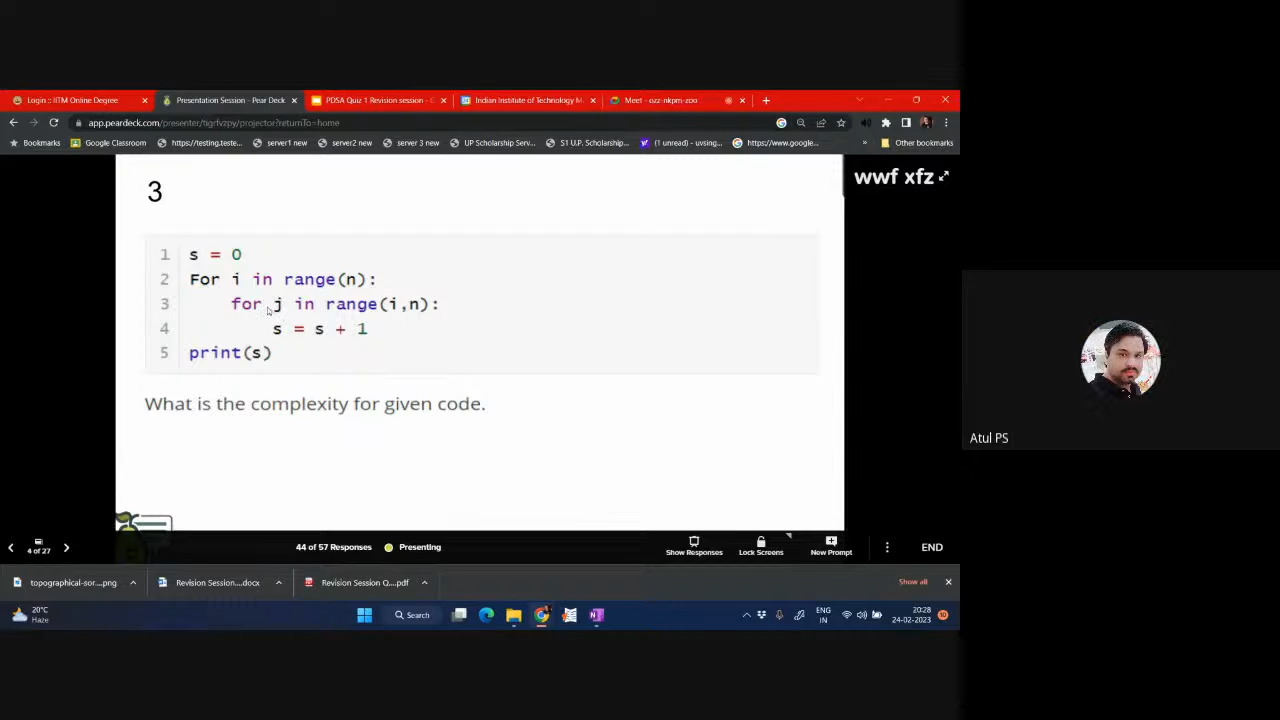 Login :: IITM Online Degree
Presentation Session - Pear Deck
PDSA Quiz 1 Revision session - G
Indian Institute of Technology M
Meet - ozz-nkpm-zoo
app.peardeck.com/presenter/tigrfvzpy/projector?returnTo=home
Bookmarks
Google Classroom
https://testing.teste...
server1 new
server2 new
server 3 new
UP Scholarship Serv...
S1 U.P. Scholarship...
(1 unread) - uvsing...
https://www.google...
»
Other bookmarks
wwf xfz
3
1 s = 0
2 For i in range(n):
3 for j in range(i,n):
4 s = s + 1
5 print(s)
What is the complexity for given code.
Atul PS
4 of 27
44 of 57 Responses
Presenting
Show Responses
Lock Screens
New Prompt
END
topographical-sor....png
Revision Session....docx
Revision Session Q....pdf
Show all
20°C
Haze
Search
ENG
IN
20:28
24-02-2023
10